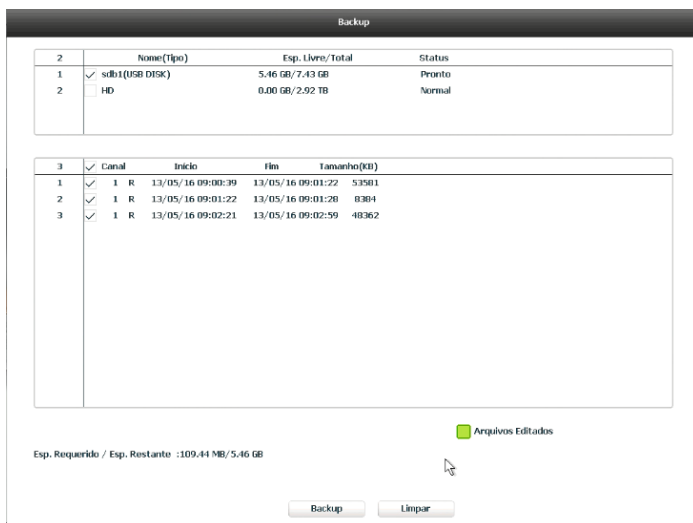 Backup
2 Nome(Tipo) Esp. Livre/Total Status
1 sdb1(USB DISK) 5.46 GB/7.43 GB Pronto
2 HD 0.00 GB/2.92 TB Normal
3 Canal Início Fim Tamanho(KB)
1 1 R 13/05/16 09:00:39 13/05/16 09:01:22 53581
2 1 R 13/05/16 09:01:22 13/05/16 09:01:28 8384
3 1 R 13/05/16 09:02:21 13/05/16 09:02:59 48362
Arquivos Editados
Esp. Requerido / Esp. Restante :109.44 MB/5.46 GB
Backup Limpar